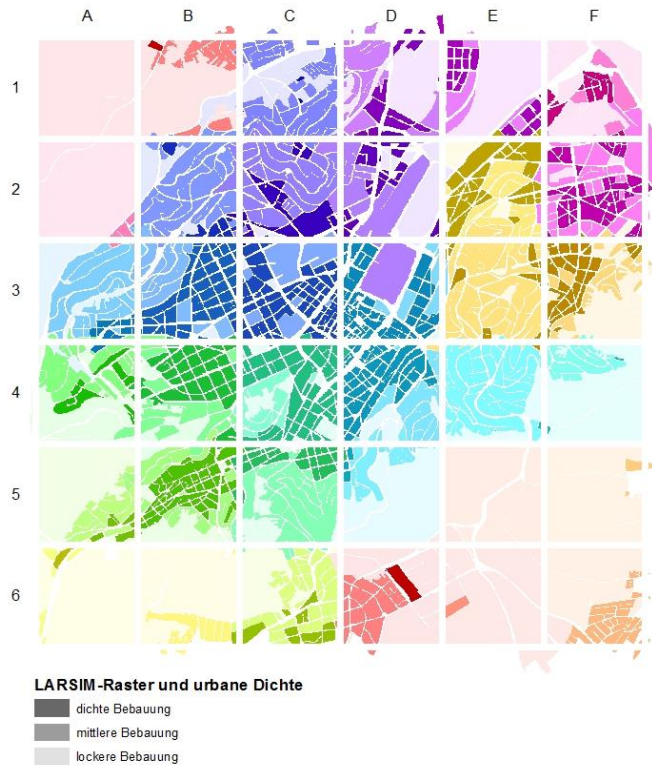 A B C D E F
1
2
3
4
5
6
LARSIM-Raster und urbane Dichte
dichte Bebauung
mittlere Bebauung
lockere Bebauung